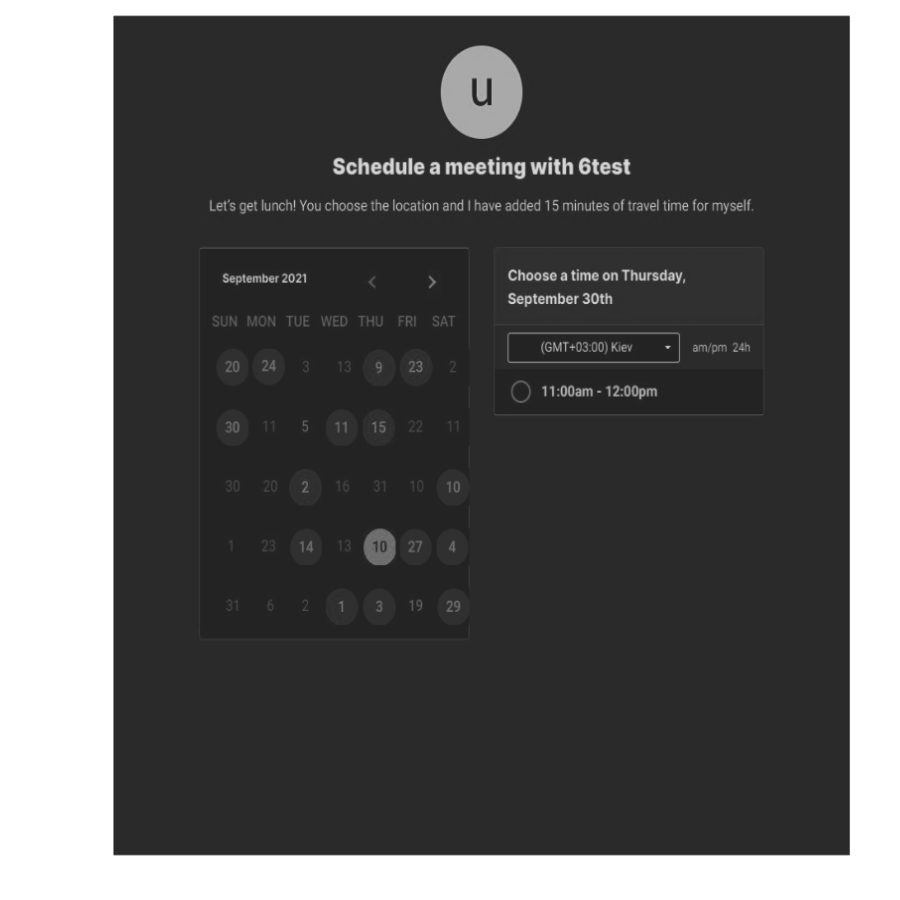 u
Schedule a meeting with 6test
Let's get lunch! You choose the location and I have added 15 minutes of travel time for myself.
September 2021 < >
SUN MON TUE WED THU FRI SAT
20 24 3 13 9 23 2
30 11 5 11 15 22 11
30 20 2 16 31 10 10
1 23 14 13 10 27 4
31 6 2 1 3 19 29
Choose a time on Thursday,
September 30th
(GMT+03:00) Kiev am/pm 24h
11:00am - 12:00pm